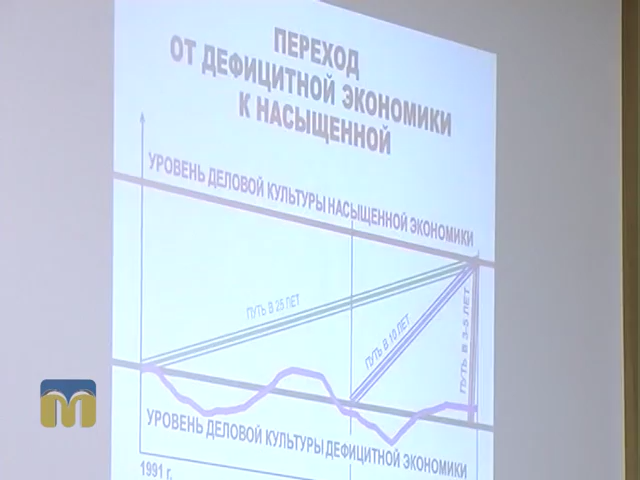 ПЕРЕХОД
ОТ ДЕФИЦИТНОЙ ЭКОНОМИКИ
К НАСЫЩЕННОЙ
УРОВЕНЬ ДЕЛОВОЙ КУЛЬТУРЫ НАСЫЩЕННОЙ ЭКОНОМИКИ
ПУТЬ В 25 ЛЕТ
ПУТЬ В 10 ЛЕТ
ПУТЬ В 3-5 ЛЕТ
УРОВЕНЬ ДЕЛОВОЙ КУЛЬТУРЫ ДЕФИЦИТНОЙ ЭКОНОМИКИ
1991 г.
М